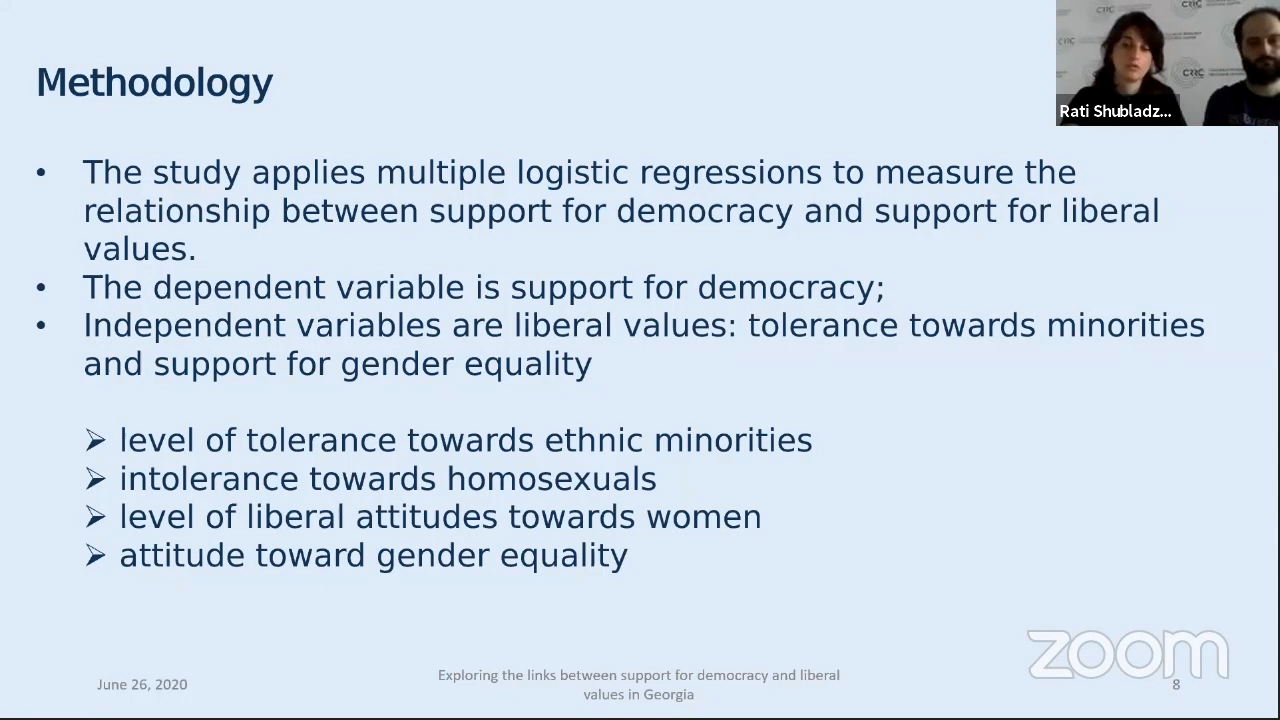 Methodology
CRRC
Rati Shubladz...
• The study applies multiple logistic regressions to measure the
relationship between support for democracy and support for liberal
values.
• The dependent variable is support for democracy;
• Independent variables are liberal values: tolerance towards minorities
and support for gender equality
➢ level of tolerance towards ethnic minorities
➢ intolerance towards homosexuals
➢ level of liberal attitudes towards women
➢ attitude toward gender equality
zoom
June 26, 2020
Exploring the links between support for democracy and liberal
values in Georgia
8